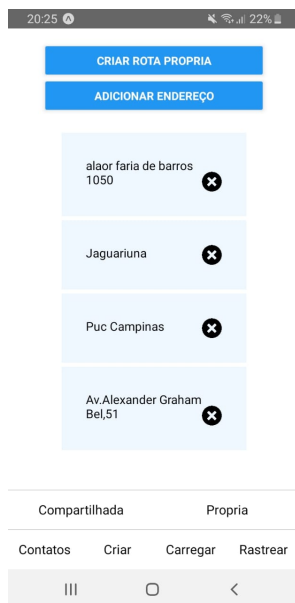 20:25 22%
CRIAR ROTA PROPRIA
ADICIONAR ENDEREÇO
alaor faria de barros
1050
Jaguariuna
Puc Campinas
Av.Alexander Graham
Bel,51
Compartilhada Propria
Contatos Criar Carregar Rastrear